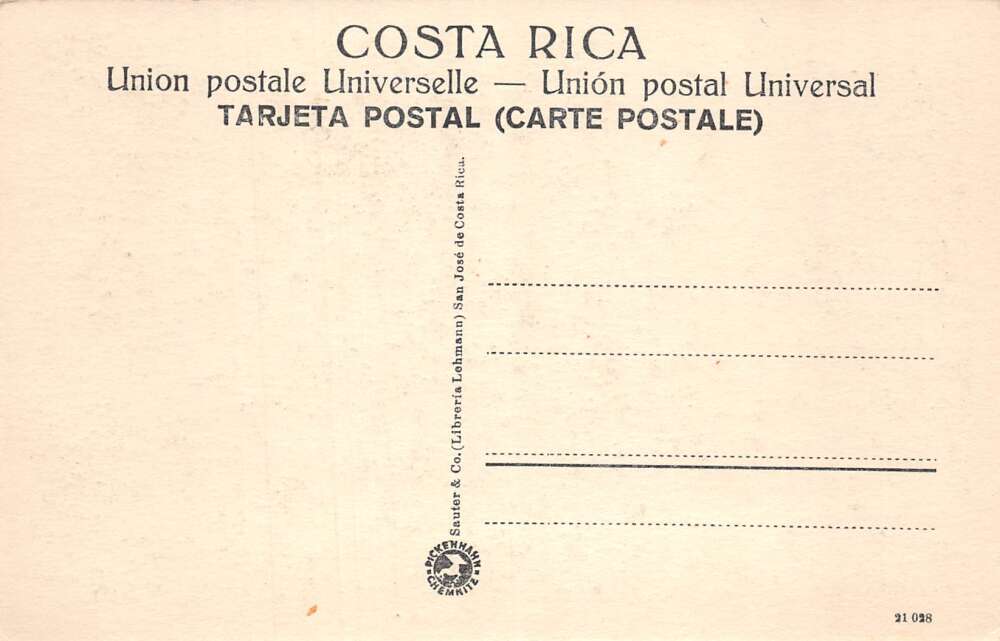 COSTA RICA
Union postale Universelle — Unión postal Universal
TARJETA POSTAL (CARTE POSTALE)
Sauter & Co. (Librería Lehmann) San José de Costa Rica.
PICKENHAHN
CHEMNITZ
21 028